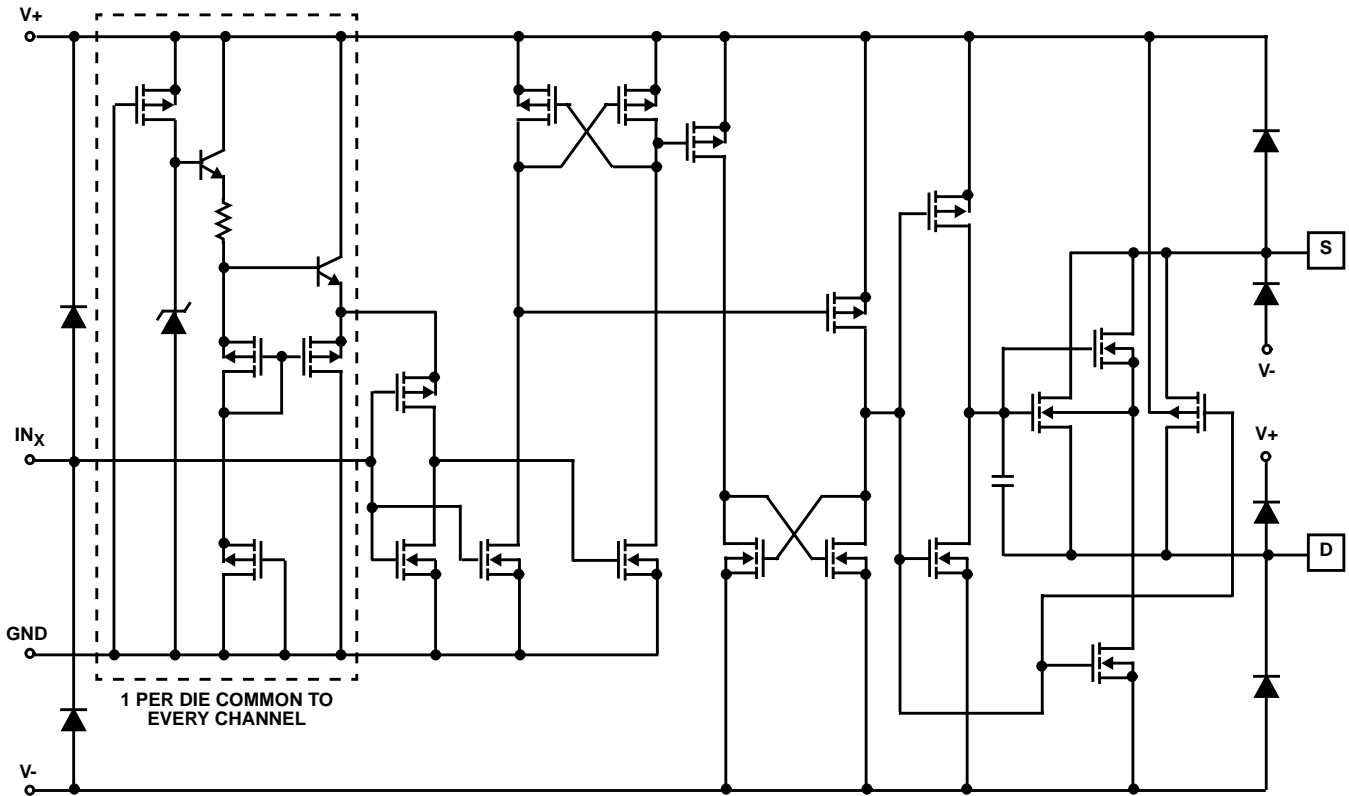 V+
S
V-
V+
INX
D
GND
1 PER DIE COMMON TO
EVERY CHANNEL
V-